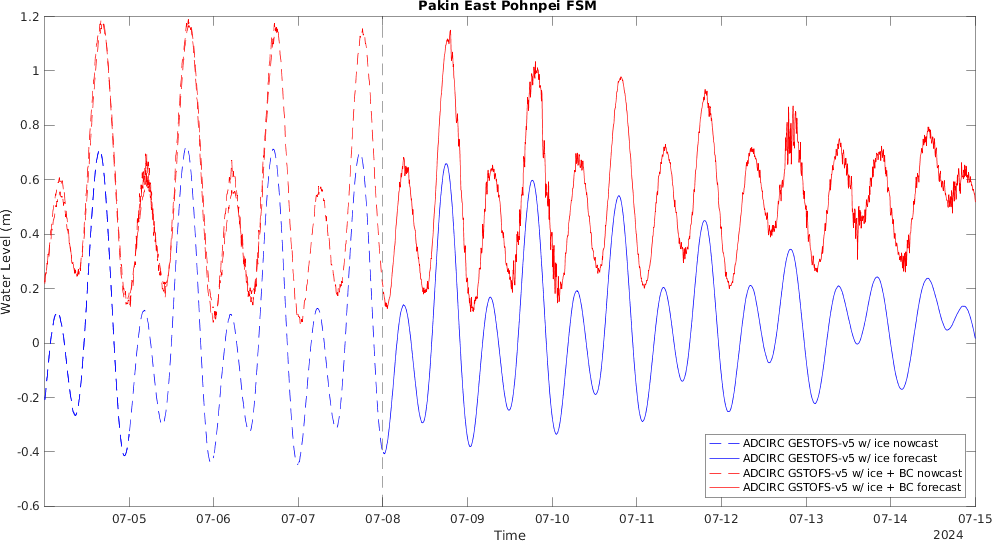 Pakin East Pohnpei FSM
1.2
1
0.8
0.6
0.4
0.2
0
-0.2
-0.4
-0.6
Water Level (m)
07-05 07-06 07-07 07-08 07-09 07-10 07-11 07-12 07-13 07-14 07-15
Time
2024
ADCIRC GESTOFS-v5 w/ ice nowcast
ADCIRC GESTOFS-v5 w/ ice forecast
ADCIRC GSTOFS-v5 w/ ice + BC nowcast
ADCIRC GSTOFS-v5 w/ ice + BC forecast